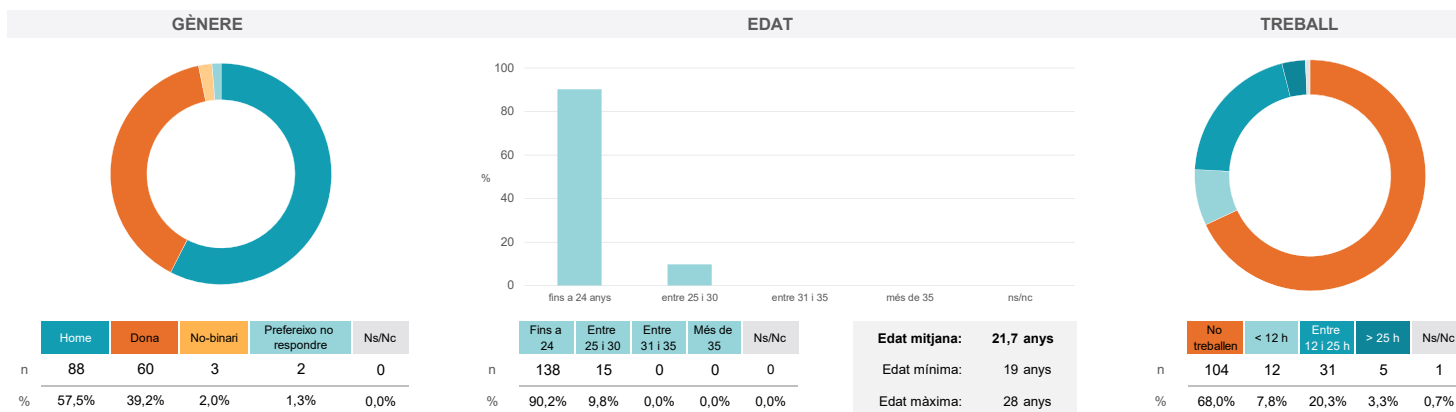 GÈNERE
Home Dona No-binari Prefereixo no respondre Ns/Nc
n 88 60 3 2 0
% 57,5% 39,2% 2,0% 1,3% 0,0%
EDAT
100
80
60
%
40
20
0
fins a 24 anys entre 25 i 30 entre 31 i 35 més de 35 ns/nc
Fins a 24 Entre 25 i 30 Entre 31 i 35 Més de 35 Ns/Nc
n 138 15 0 0 0
% 90,2% 9,8% 0,0% 0,0% 0,0%
Edat mitjana: 21,7 anys
Edat mínima: 19 anys
Edat màxima: 28 anys
TREBALL
No treballen < 12 h Entre 12 i 25 h > 25 h Ns/Nc
n 104 12 31 5 1
% 68,0% 7,8% 20,3% 3,3% 0,7%